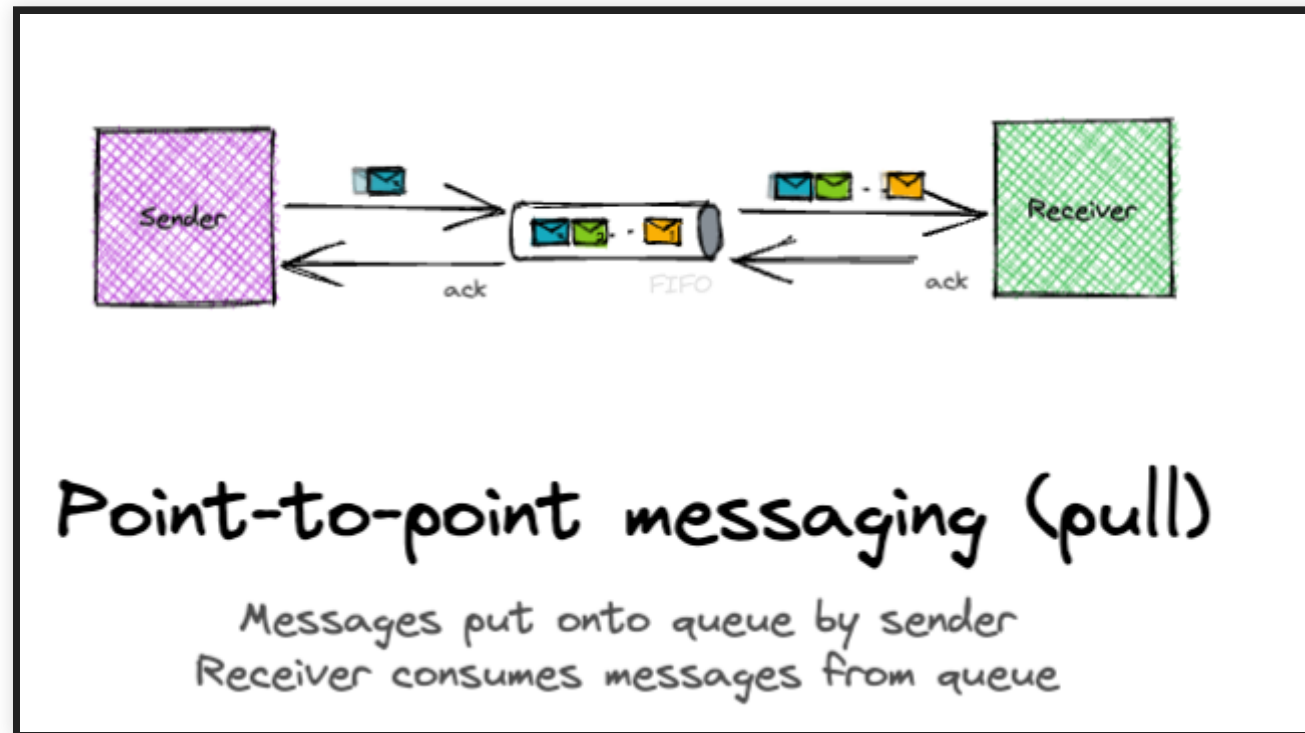 Sender
Receiver
ack
FIFO
ack
Point-to-point messaging (pull)
Messages put onto queue by sender
Receiver consumes messages from queue